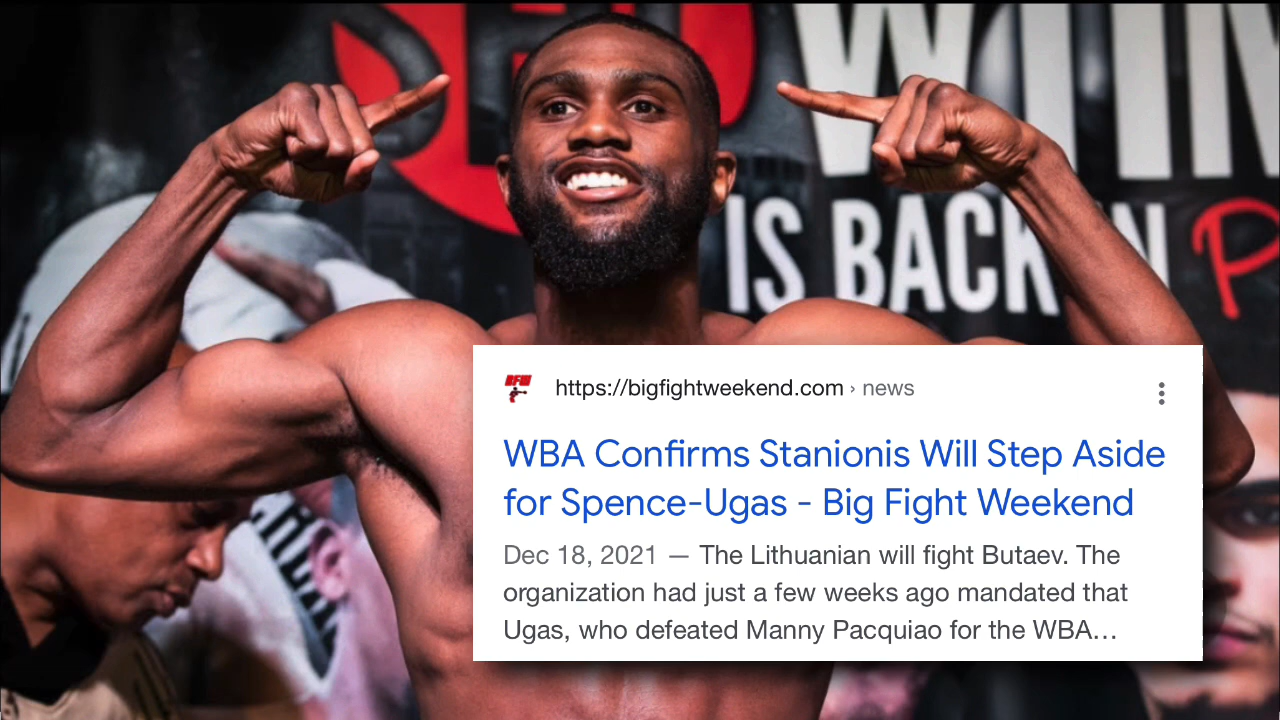 IS BACK IN
BFW
https://bigfightweekend.com › news
WBA Confirms Stanionis Will Step Aside
for Spence-Ugas - Big Fight Weekend
Dec 18, 2021 — The Lithuanian will fight Butaev. The
organization had just a few weeks ago mandated that
Ugas, who defeated Manny Pacquiao for the WBA...